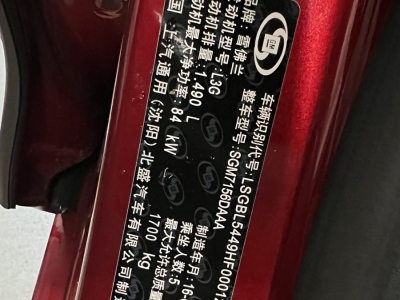 车辆识别代号: LSGBL5449HF0001
整车型号: SGM7156DAAA
品牌: 雪佛兰
动机型号: L3G 制造年月: 16-
动机排量: 1.490 L 乘坐人数: 5
动机最大净功率: 84 kW 最大允许总质量
1700 kg
国 上汽通用(沈阳)北盛汽车有限公司制造
GM